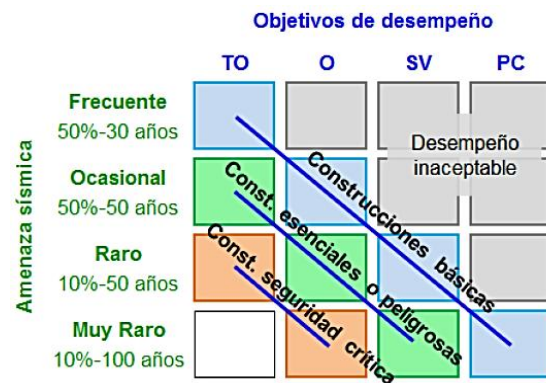 Objetivos de desempeño
TO O SV PC
Amenaza sísmica
Frecuente
50%-30 años
Ocasional
50%-50 años
Raro
10%-50 años
Muy Raro
10%-100 años
Desempeño
inaceptable
Construcciones básicas
Const. esenciales o peligrosas
Const. seguridad crítica